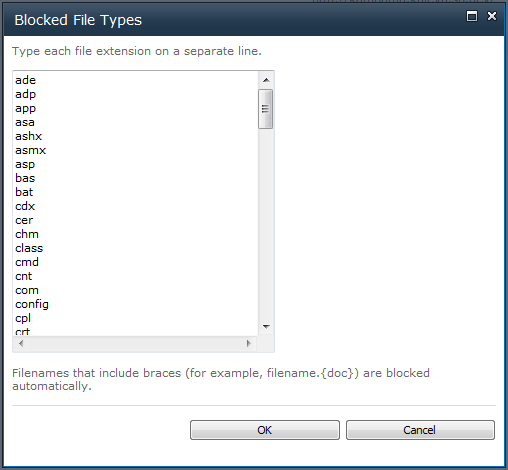 Blocked File Types
Type each file extension on a separate line.
ade
adp
app
asa
ashx
asmx
asp
bas
bat
cdx
cer
chm
class
cmd
cnt
com
config
cpl
crt
Filenames that include braces (for example, filename.{doc}) are blocked
automatically.
OK
Cancel